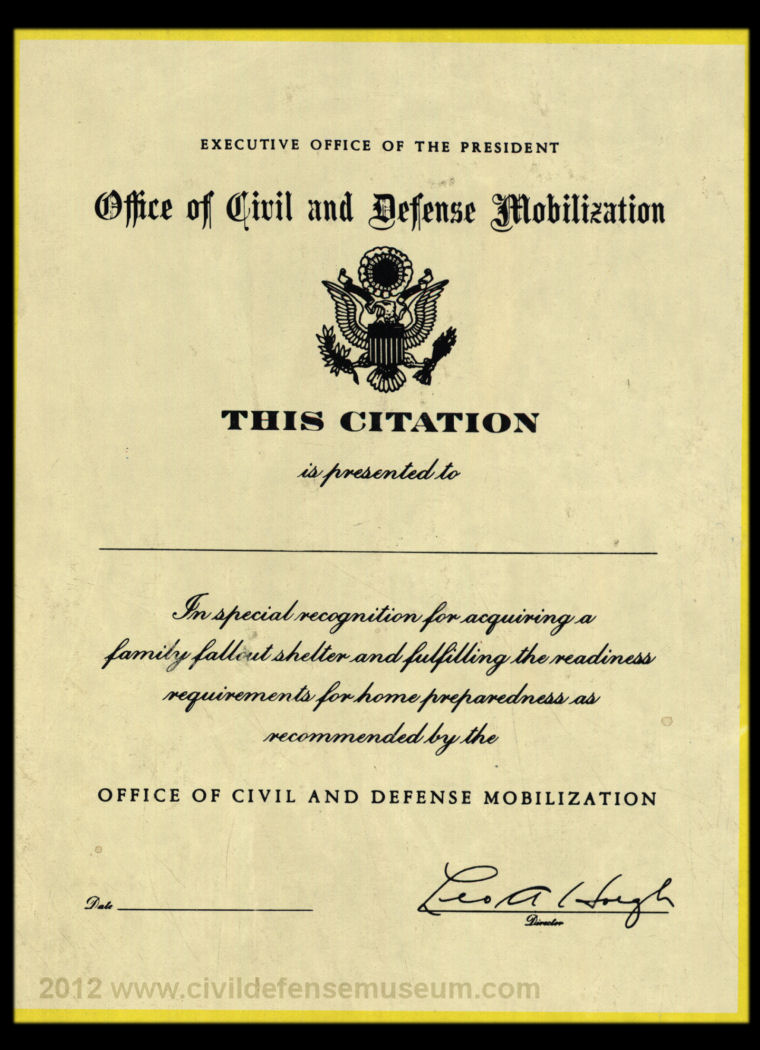 EXECUTIVE OFFICE OF THE PRESIDENT
Office of Civil and Defense Mobilization
THIS CITATION
is presented to
In special recognition for acquiring a
family fallout shelter and fulfilling the readiness
requirements for home preparedness as
recommended by the
OFFICE OF CIVIL AND DEFENSE MOBILIZATION
Date
Leo A Hoegh
Director
2012 www.civildefensemuseum.com